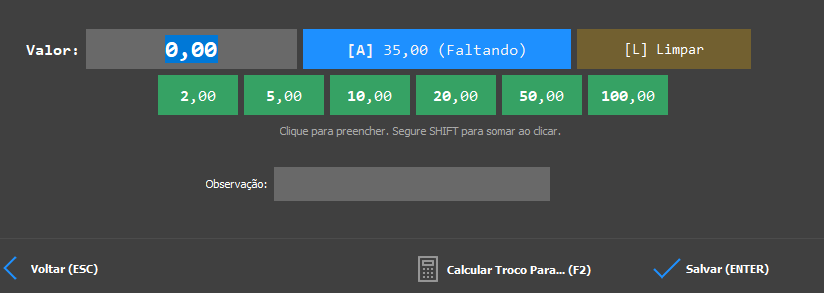 Valor: 0,00 [A] 35,00 (Faltando) [L] Limpar
2,00 5,00 10,00 20,00 50,00 100,00
Clique para preencher. Segure SHIFT para somar ao clicar.
Observação:
Voltar (ESC) Calcular Troco Para... (F2) Salvar (ENTER)